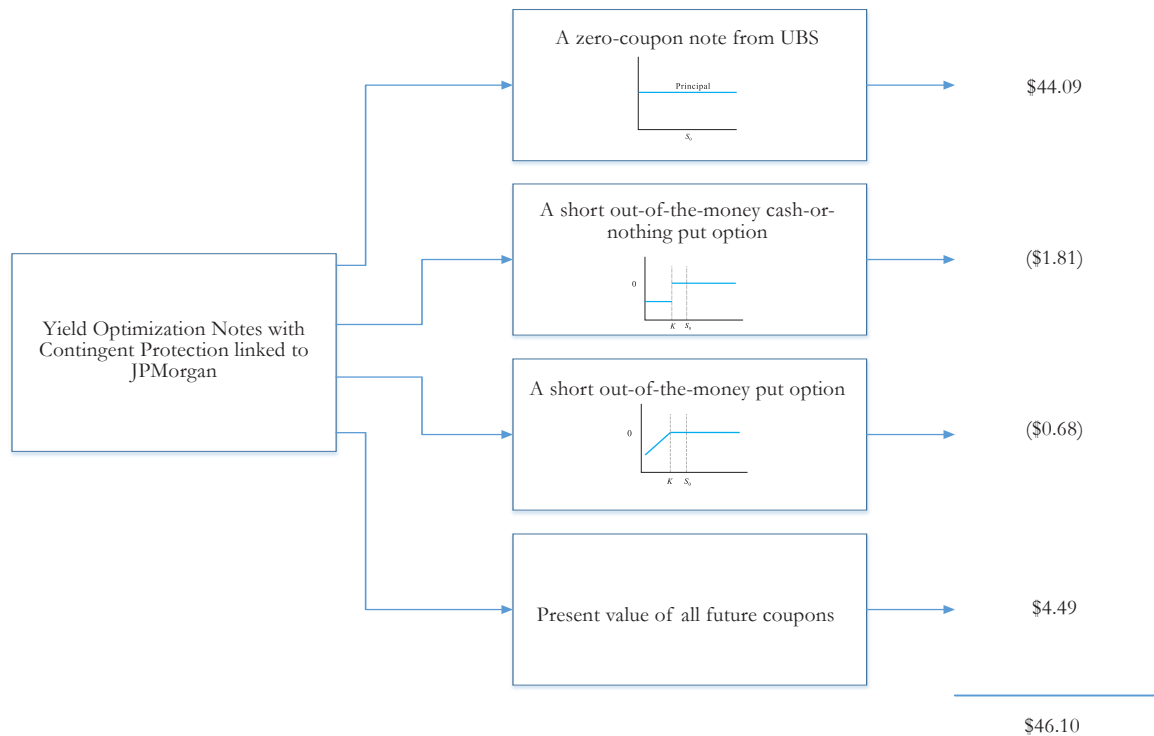 A zero-coupon note from UBS
Principal
S₀
$44.09
A short out-of-the-money cash-or-
nothing put option
0
K S₀
($1.81)
Yield Optimization Notes with
Contingent Protection linked to
JPMorgan
A short out-of-the-money put option
0
K S₀
($0.68)
Present value of all future coupons
$4.49
$46.10